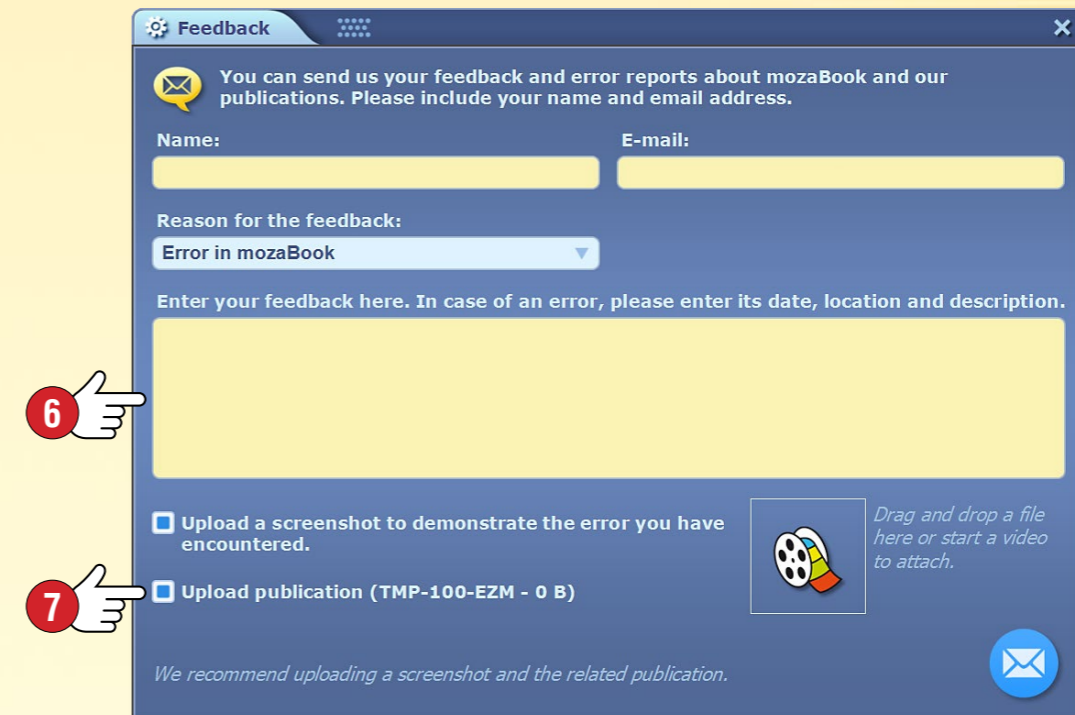 Feedback
You can send us your feedback and error reports about mozaBook and our
publications. Please include your name and email address.
Name:
E-mail:
Reason for the feedback:
Error in mozaBook
Enter your feedback here. In case of an error, please enter its date, location and description.
6
Upload a screenshot to demonstrate the error you have
encountered.
Drag and drop a file
here or start a video
to attach.
7
Upload publication (TMP-100-EZM - 0 B)
We recommend uploading a screenshot and the related publication.